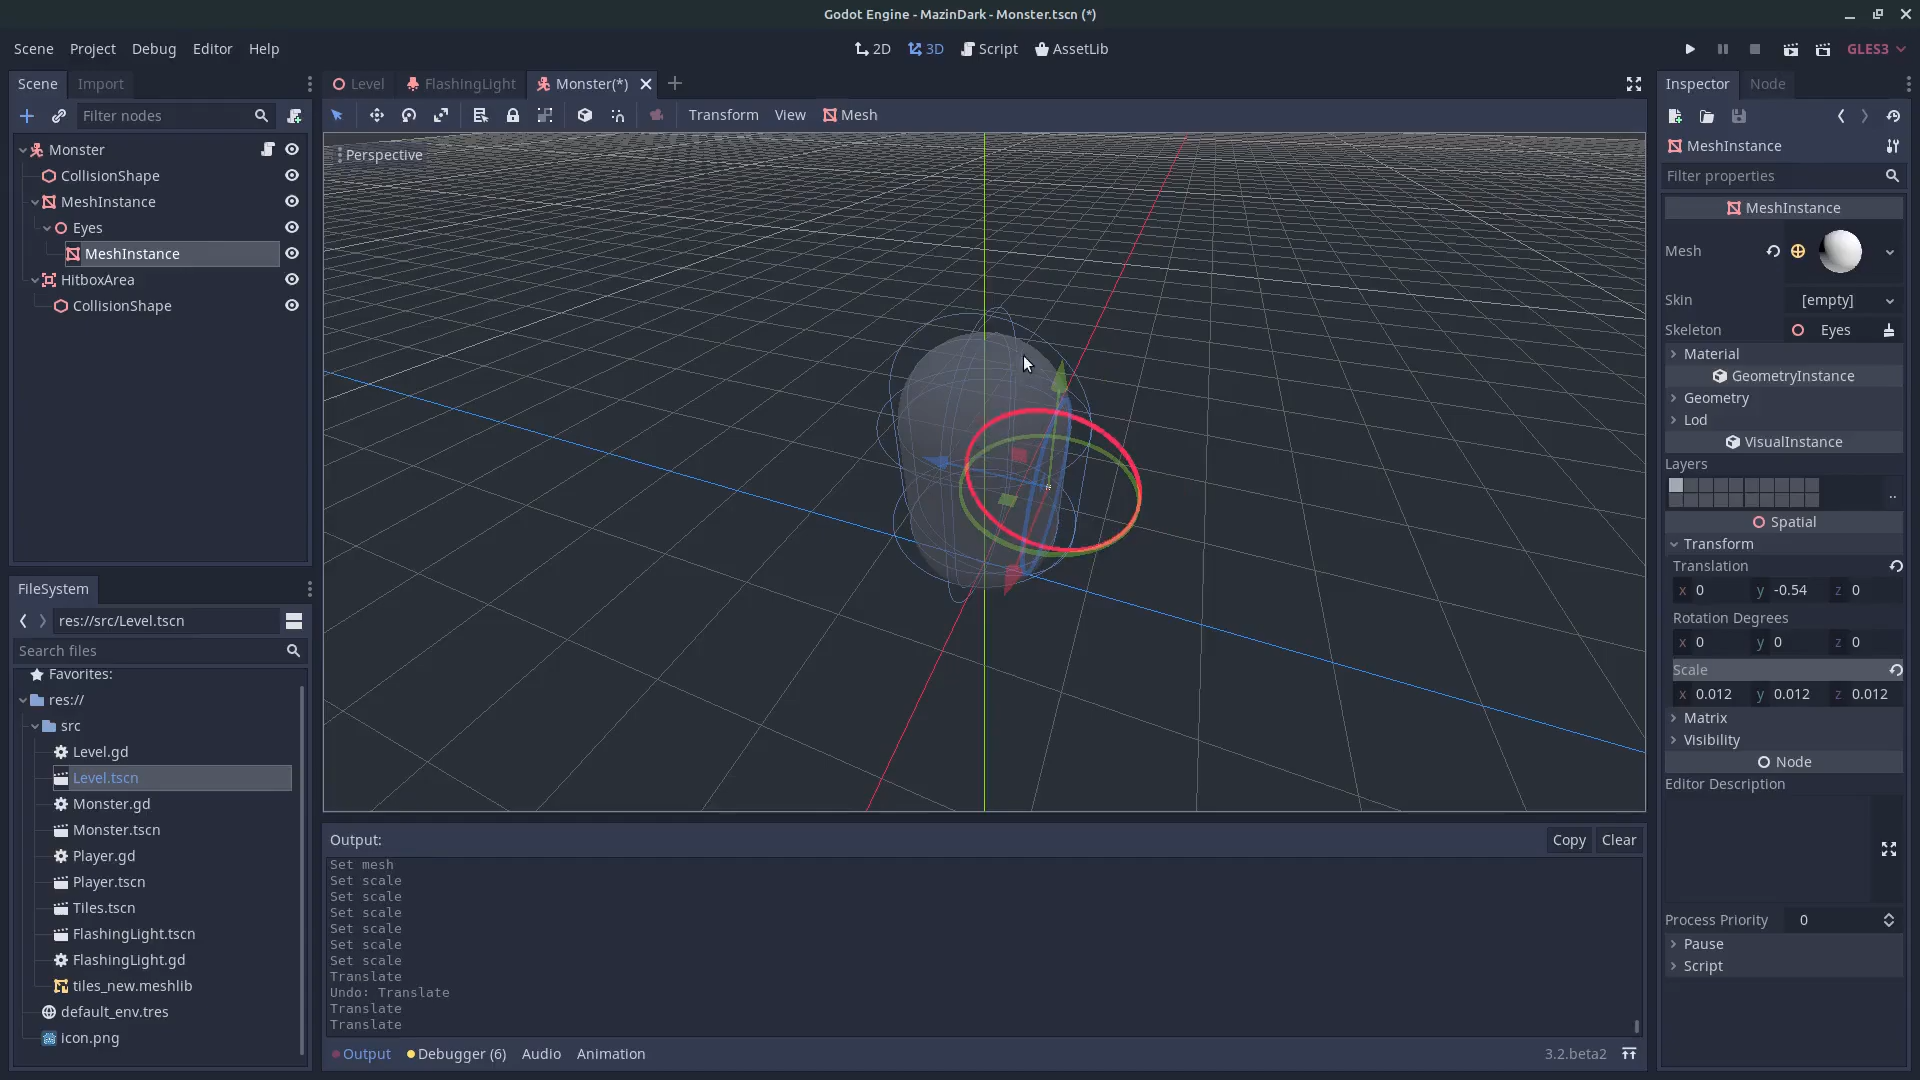 Godot Engine - MazinDark - Monster.tscn (*)
Scene Project Debug Editor Help
2D 3D Script AssetLib
GLES3
Scene Import
Filter nodes
Monster
CollisionShape
MeshInstance
Eyes
MeshInstance
HitboxArea
CollisionShape
FileSystem
res://src/Level.tscn
Search files
Favorites:
res://
src
Level.gd
Level.tscn
Monster.gd
Monster.tscn
Player.gd
Player.tscn
Tiles.tscn
FlashingLight.tscn
FlashingLight.gd
tiles_new.meshlib
default_env.tres
icon.png
Level FlashingLight Monster(*)
Transform View Mesh
Perspective
Output: Copy Clear
Set mesh
Set scale
Set scale
Set scale
Set scale
Set scale
Set scale
Translate
Undo: Translate
Translate
Translate
Output Debugger (6) Audio Animation 3.2.beta2
Inspector Node
MeshInstance
Filter properties
MeshInstance
Mesh
Skin [empty]
Skeleton Eyes
Material
GeometryInstance
Geometry
Lod
VisualInstance
Layers
..
Spatial
Transform
Translation
x 0 y -0.54 z 0
Rotation Degrees
x 0 y 0 z 0
Scale
x 0.012 y 0.012 z 0.012
Matrix
Visibility
Node
Editor Description
Process Priority 0
Pause
Script